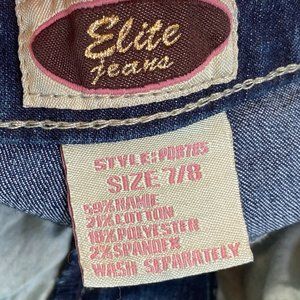 Elite
jeans
STYLE:PD8785
SIZE 7/8
59%RAMIE
21%COTTON
18%POLYESTER
2%SPANDEX
WASH SEPARATELY